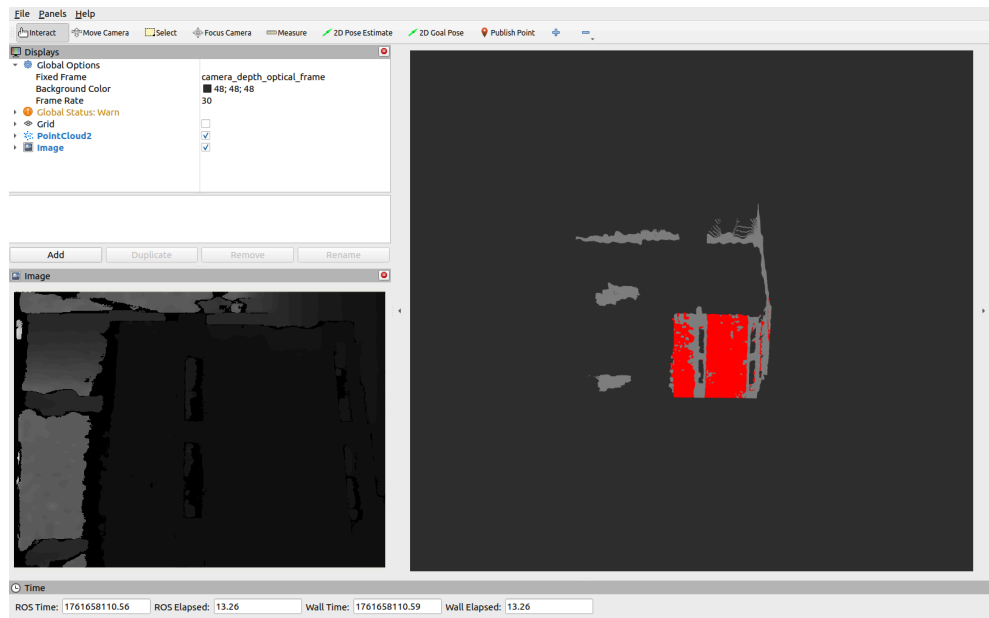 File Panels Help
Interact Move Camera Select Focus Camera Measure 2D Pose Estimate 2D Goal Pose Publish Point
Displays
Global Options
Fixed Frame camera_depth_optical_frame
Background Color 48; 48; 48
Frame Rate 30
Global Status: Warn
Grid
PointCloud2
Image
Add Duplicate Remove Rename
Image
Time
ROS Time: 1761658110.56 ROS Elapsed: 13.26 Wall Time: 1761658110.59 Wall Elapsed: 13.26